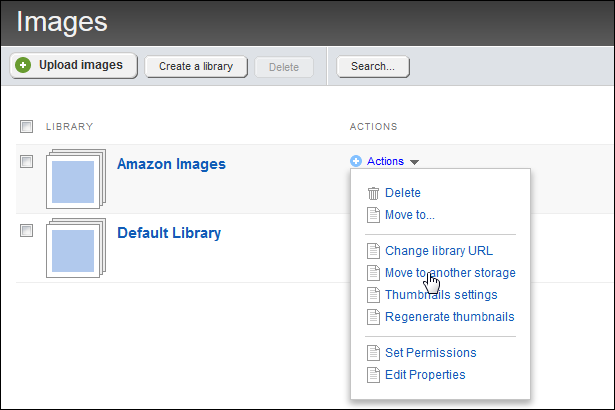 Images
Upload images Create a library Delete Search...
LIBRARY ACTIONS
Amazon Images Actions
Delete
Move to...
Default Library
Change library URL
Move to another storage
Thumbnails settings
Regenerate thumbnails
Set Permissions
Edit Properties